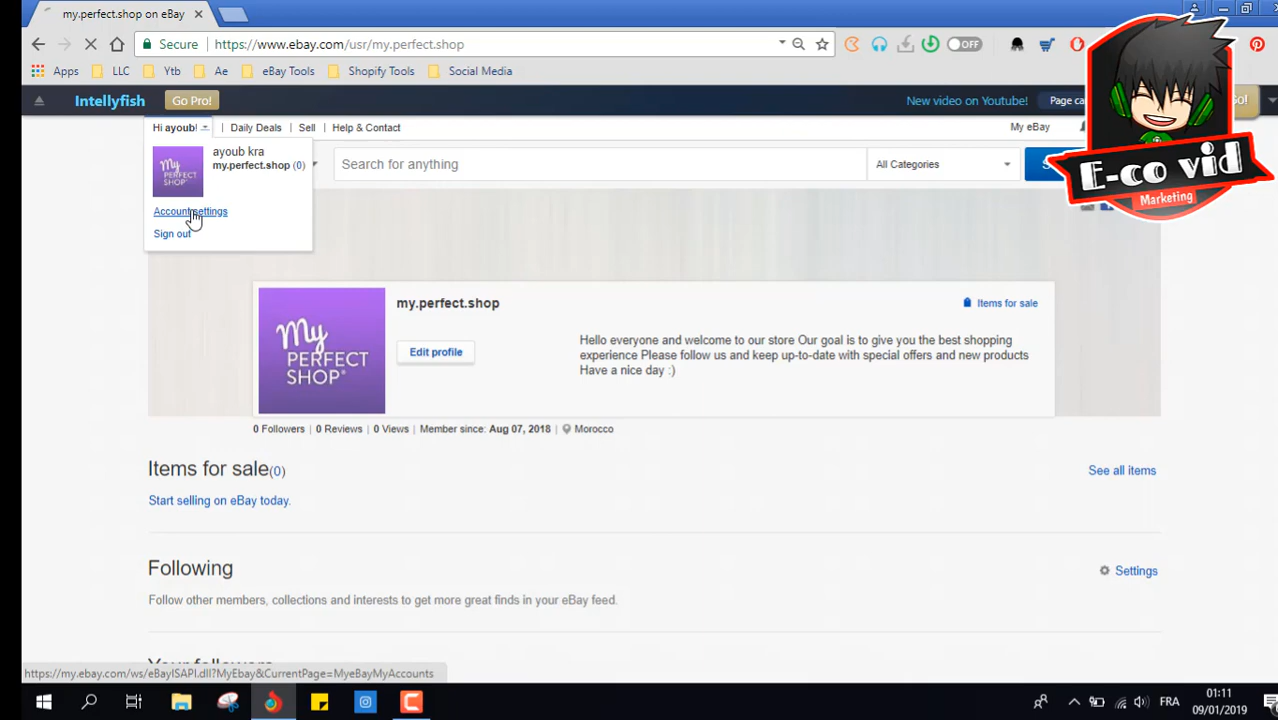 my.perfect.shop on eBay
Secure
https://www.ebay.com/usr/my.perfect.shop
OFF
Apps
LLC
Ytb
Ae
eBay Tools
Shopify Tools
Social Media
Intellyfish
Go Pro!
New video on Youtube!
Page
Hi ayoub!
Daily Deals
Sell
Help & Contact
My eBay
E-co vid
Marketing
My PERFECT SHOP
ayoub kra
my.perfect.shop (0)
Search for anything
All Categories
Account settings
Sign out
My
PERFECT
SHOP®
my.perfect.shop
Items for sale
Edit profile
Hello everyone and welcome to our store Our goal is to give you the best shopping
experience Please follow us and keep up-to-date with special offers and new products
Have a nice day :)
0 Followers | 0 Reviews | 0 Views | Member since: Aug 07, 2018 | Morocco
Items for sale(0)
See all items
Start selling on eBay today.
Following
Settings
Follow other members, collections and interests to get more great finds in your eBay feed.
Your followers
https://my.ebay.com/ws/eBayISAPI.dll?MyEbay&CurrentPage=MyeBayMyAccounts
FRA
01:11
09/01/2019